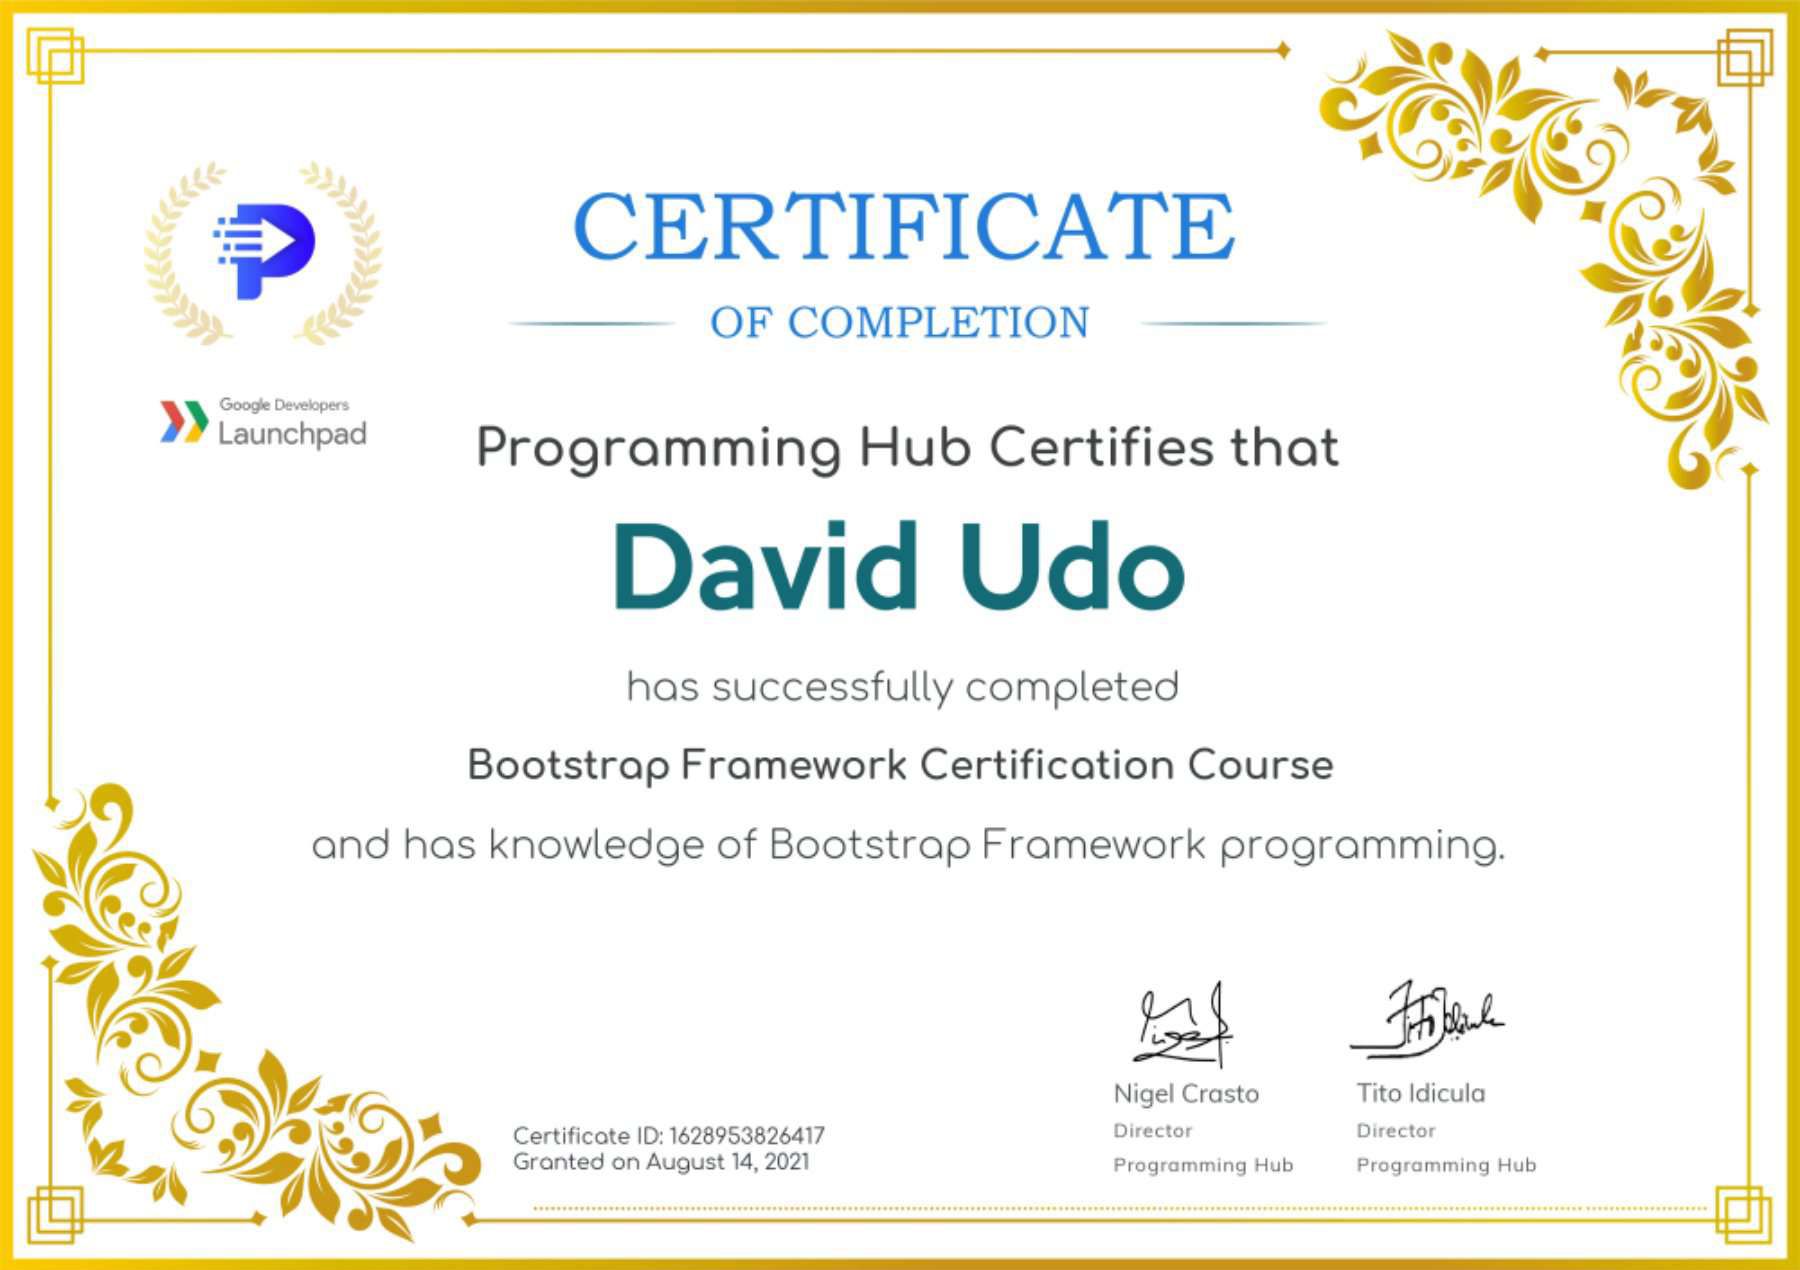 CERTIFICATE
OF COMPLETION
Google Developers
Launchpad
Programming Hub Certifies that
David Udo
has successfully completed
Bootstrap Framework Certification Course
and has knowledge of Bootstrap Framework programming.
Nigel Crasto
Director
Programming Hub
Tito Idicula
Director
Programming Hub
Certificate ID: 1628953826417
Granted on August 14, 2021